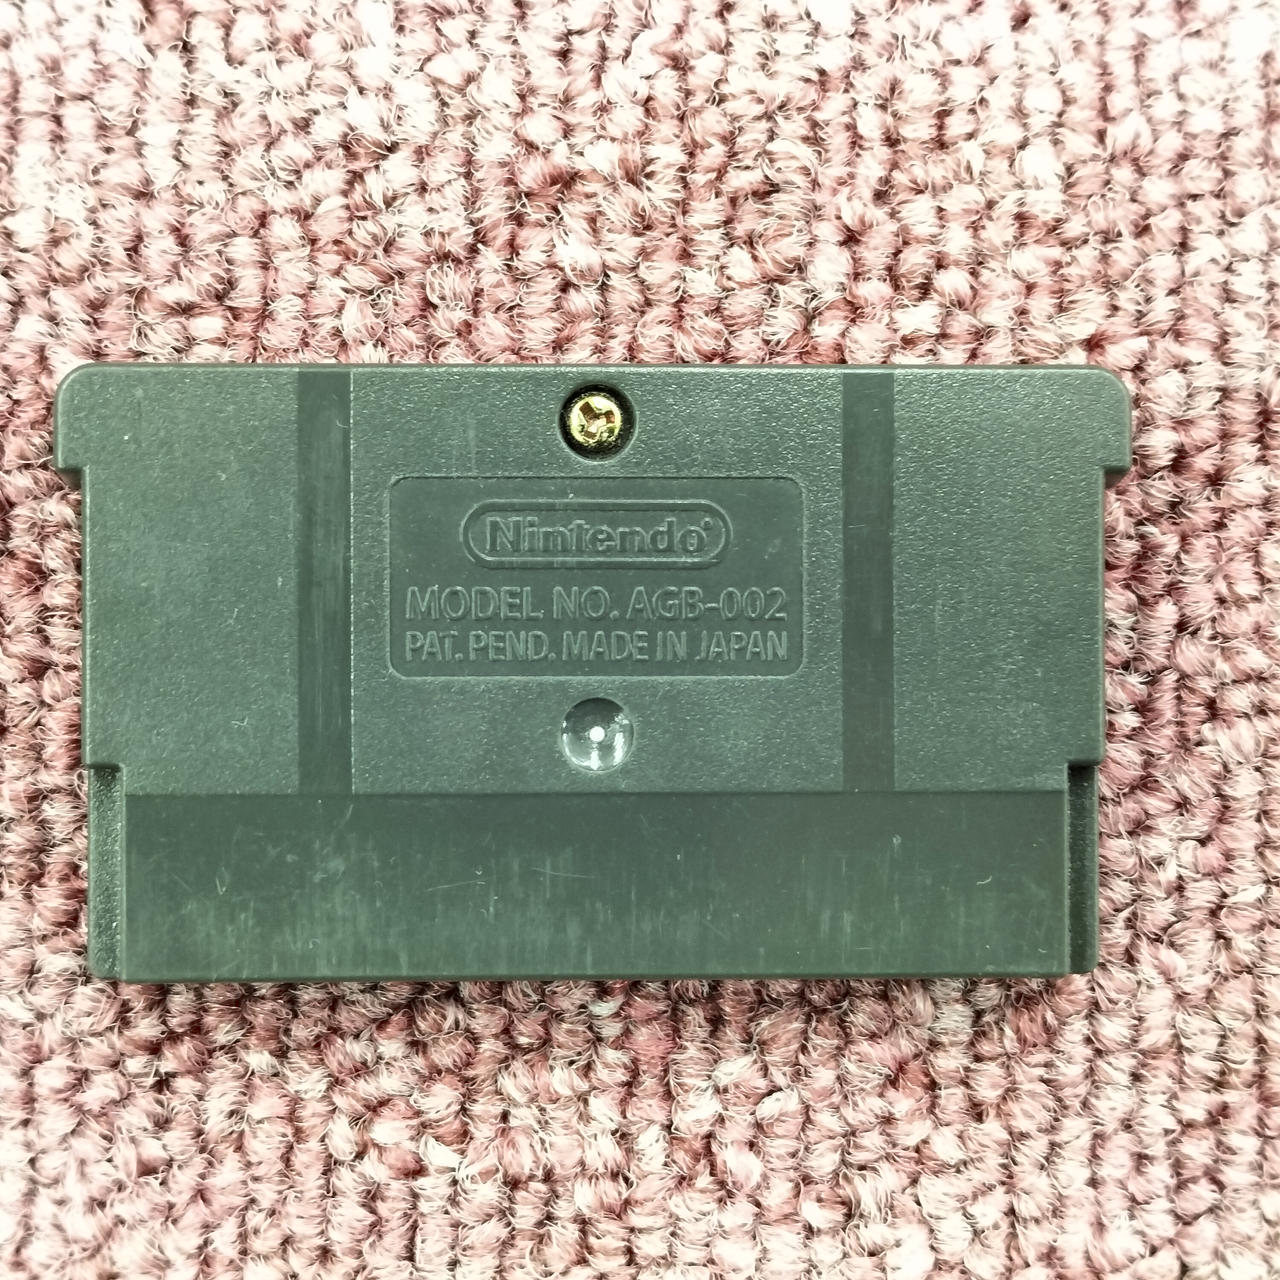 Nintendo®
MODEL NO. AGB-002
PAT. PEND. MADE IN JAPAN